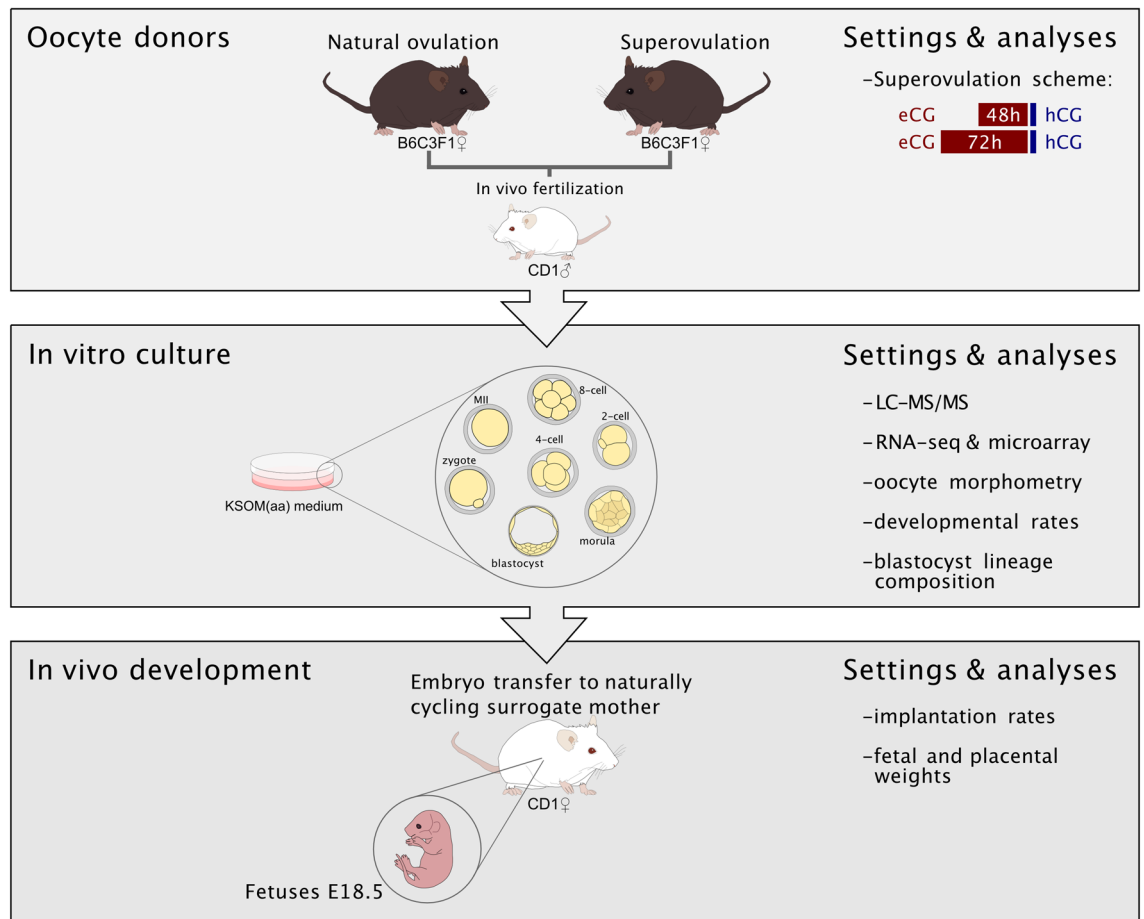 Oocyte donors
Natural ovulation
Superovulation
B6C3F1♀
B6C3F1♀
In vivo fertilization
CD1♂
Settings & analyses
–Superovulation scheme:
eCG 48h hCG
eCG 72h hCG
In vitro culture
KSOM(aa) medium
MII
8-cell
2-cell
4-cell
zygote
morula
blastocyst
Settings & analyses
–LC-MS/MS
–RNA-seq & microarray
–oocyte morphometry
–developmental rates
–blastocyst lineage
composition
In vivo development
Embryo transfer to naturally
cycling surrogate mother
CD1♀
Fetuses E18.5
Settings & analyses
–implantation rates
–fetal and placental
weights